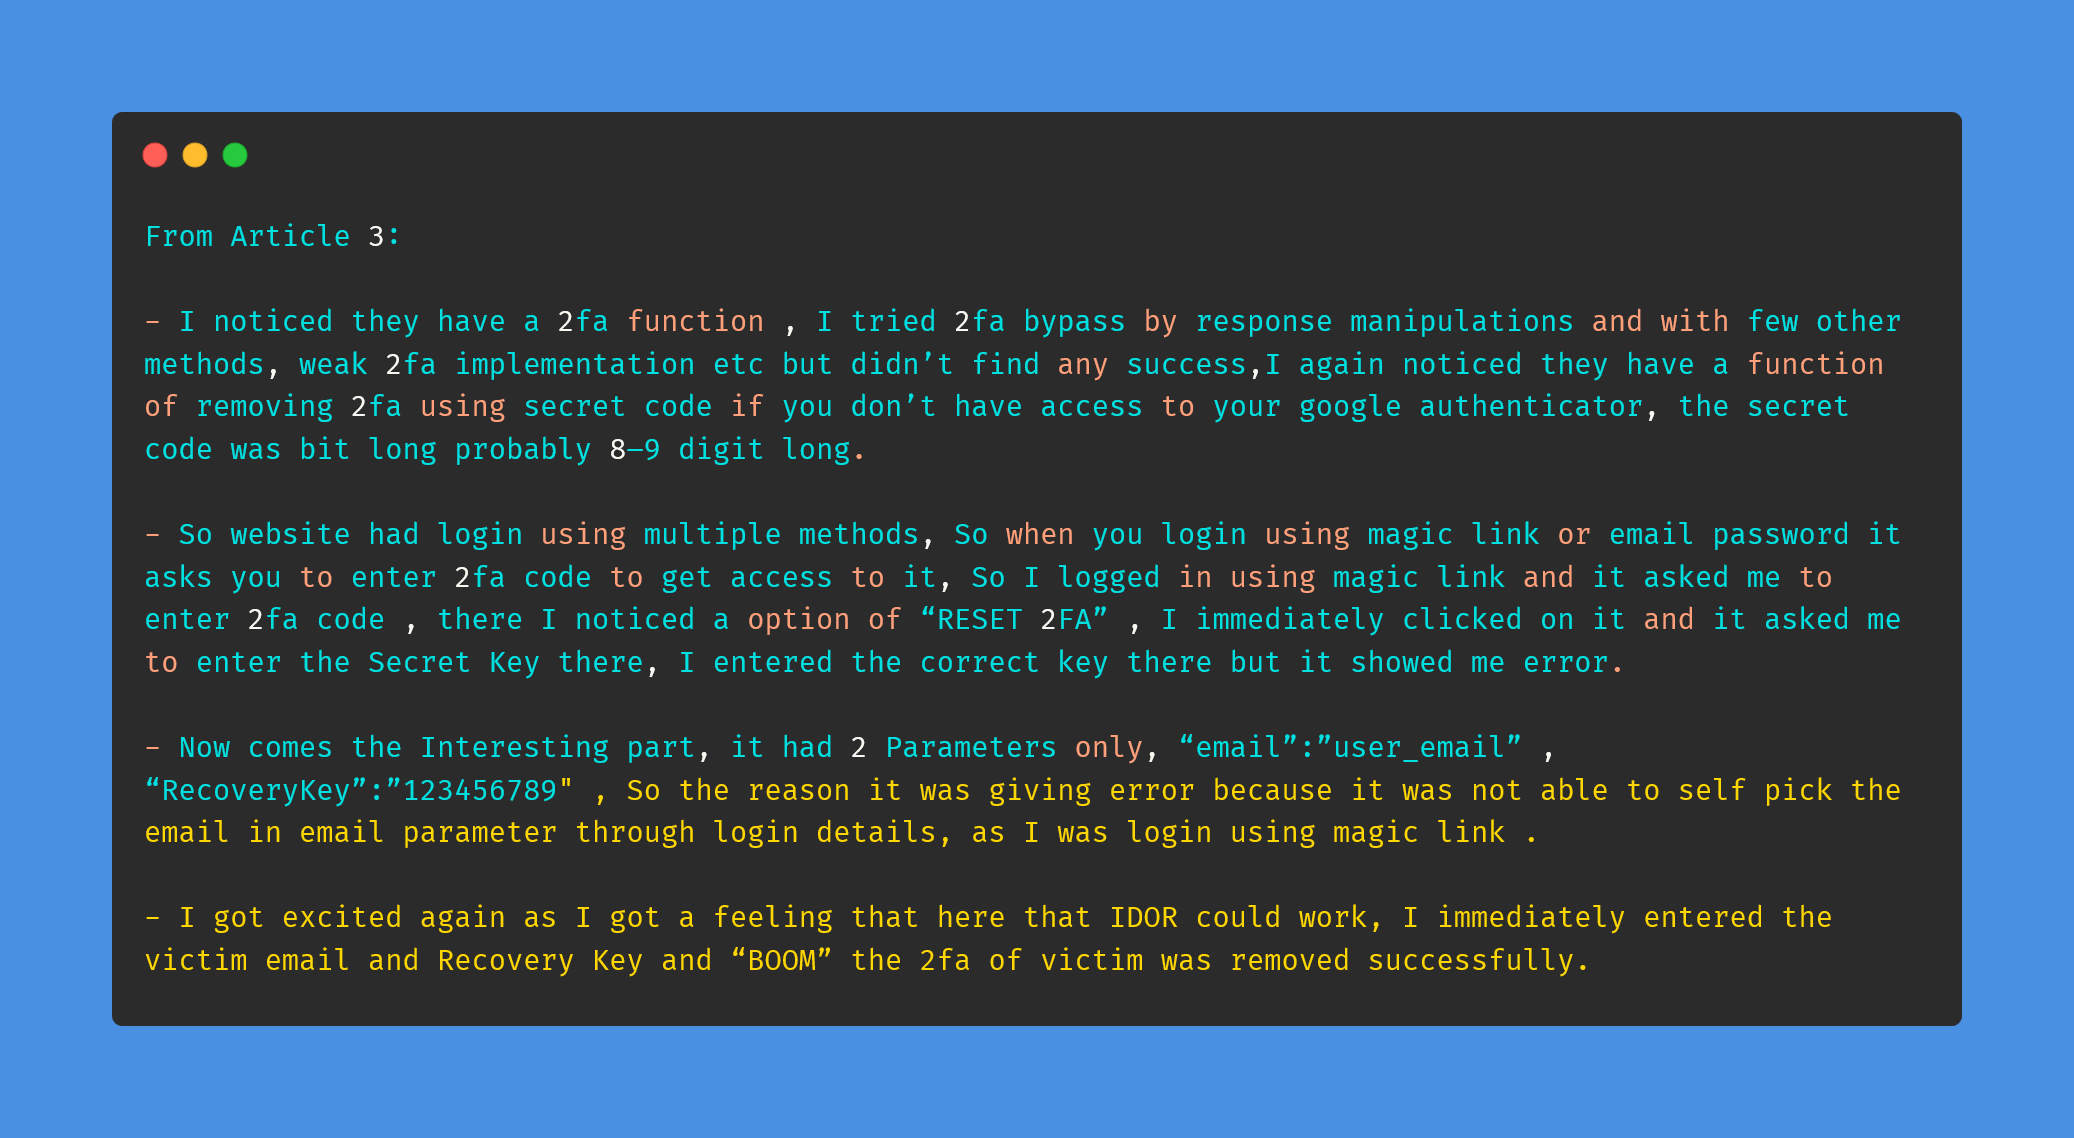 From Article 3:
- I noticed they have a 2fa function , I tried 2fa bypass by response manipulations and with few other
methods, weak 2fa implementation etc but didn’t find any success,I again noticed they have a function
of removing 2fa using secret code if you don’t have access to your google authenticator, the secret
code was bit long probably 8–9 digit long.
- So website had login using multiple methods, So when you login using magic link or email password it
asks you to enter 2fa code to get access to it, So I logged in using magic link and it asked me to
enter 2fa code , there I noticed a option of “RESET 2FA” , I immediately clicked on it and it asked me
to enter the Secret Key there, I entered the correct key there but it showed me error.
- Now comes the Interesting part, it had 2 Parameters only, “email”:”user_email” ,
“RecoveryKey”:”123456789" , So the reason it was giving error because it was not able to self pick the
email in email parameter through login details, as I was login using magic link .
- I got excited again as I got a feeling that here that IDOR could work, I immediately entered the
victim email and Recovery Key and “BOOM” the 2fa of victim was removed successfully.